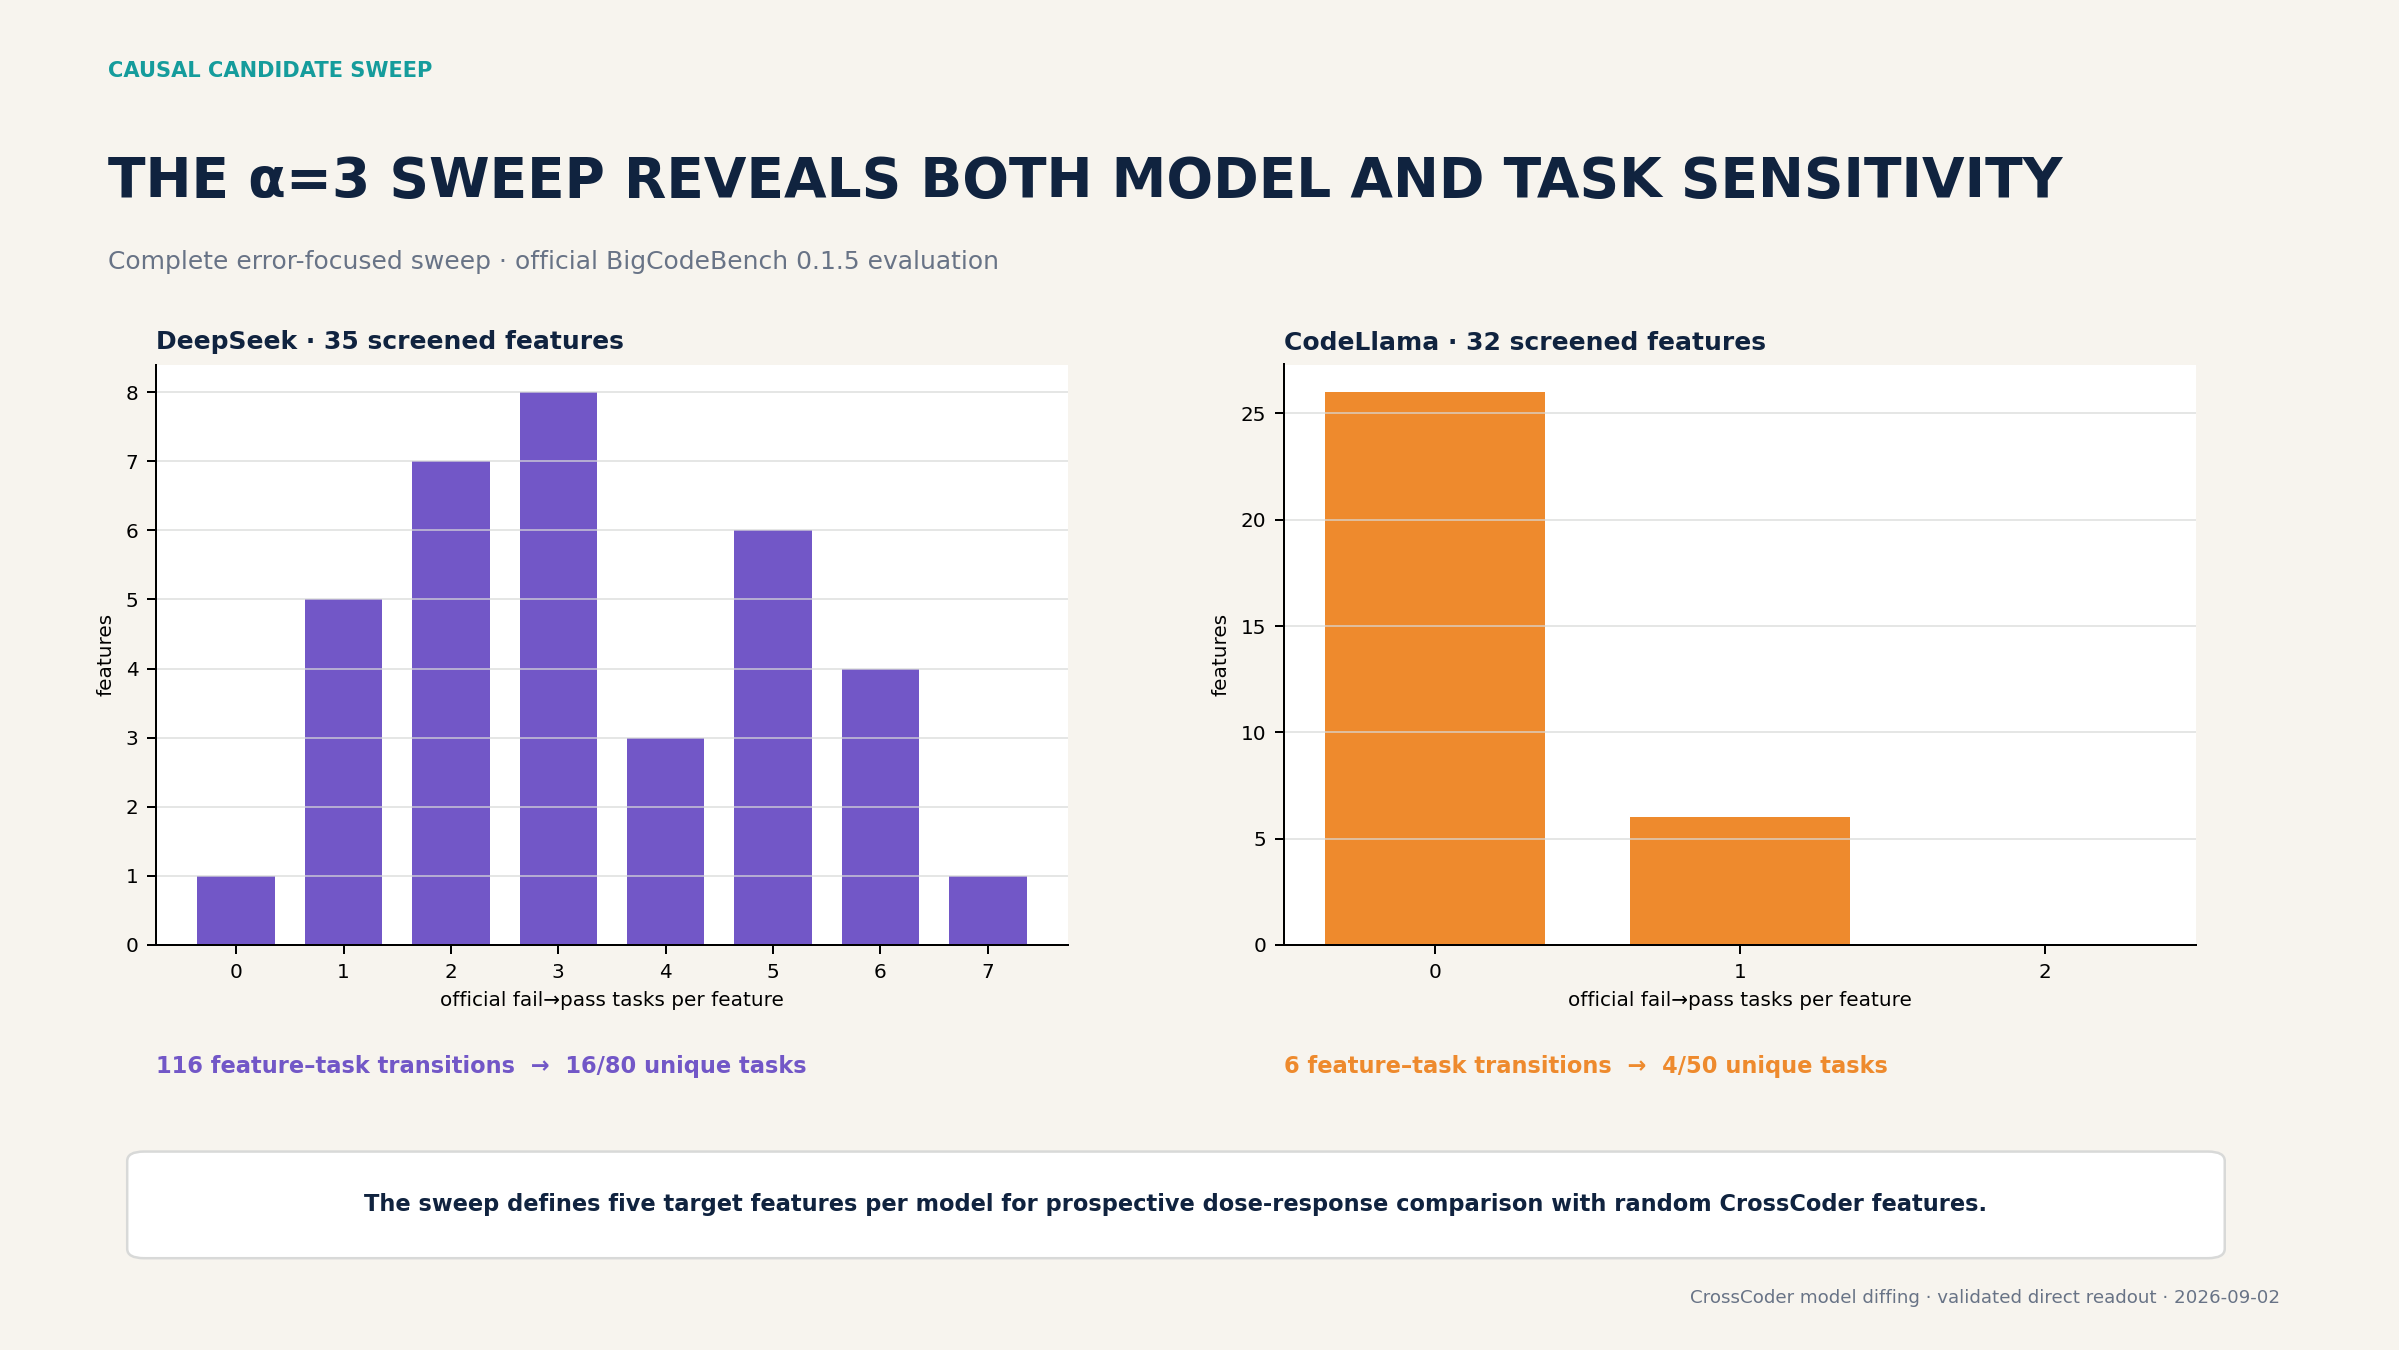 CAUSAL CANDIDATE SWEEP
THE α=3 SWEEP REVEALS BOTH MODEL AND TASK SENSITIVITY
Complete error-focused sweep · official BigCodeBench 0.1.5 evaluation
DeepSeek · 35 screened features
8
7
6
5
4
3
2
1
0
features
0 1 2 3 4 5 6 7
official fail→pass tasks per feature
116 feature–task transitions → 16/80 unique tasks
CodeLlama · 32 screened features
25
20
15
10
5
0
features
0 1 2
official fail→pass tasks per feature
6 feature–task transitions → 4/50 unique tasks
The sweep defines five target features per model for prospective dose-response comparison with random CrossCoder features.
CrossCoder model diffing · validated direct readout · 2026-09-02